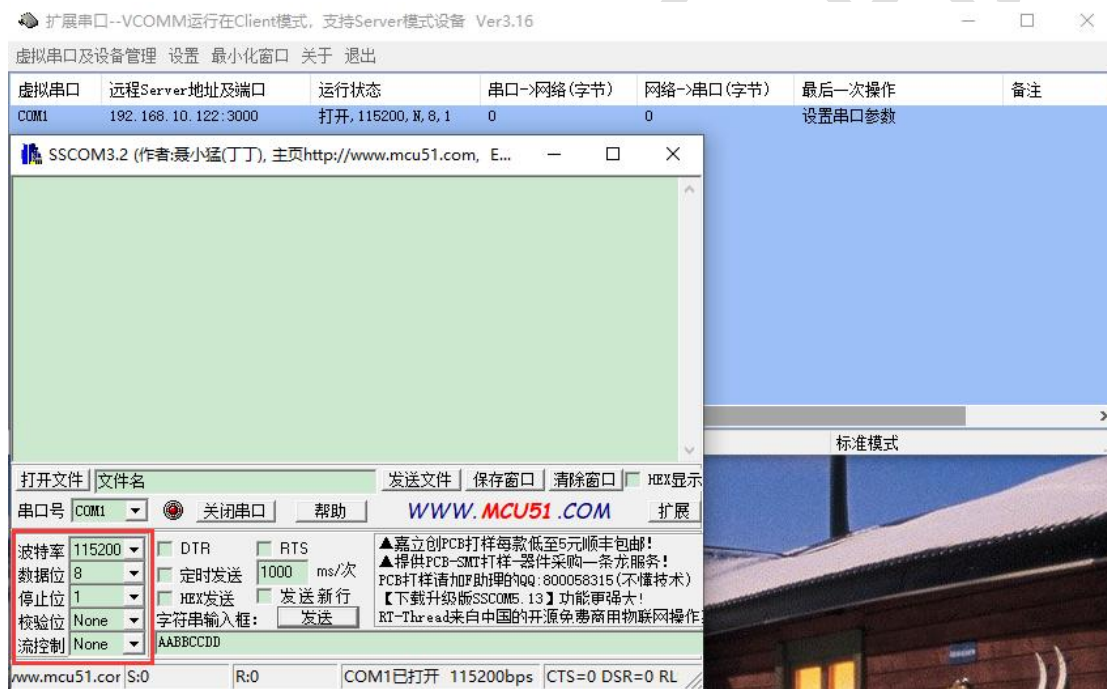 扩展串口--VCOMM运行在Client模式, 支持Server模式设备 Ver3.16
虚拟串口及设备管理 设置 最小化窗口 关于 退出
虚拟串口 远程Server地址及端口 运行状态 串口->网络(字节) 网络->串口(字节) 最后一次操作 备注
COM1 192.168.10.122:3000 打开,115200,N,8,1 0 0 设置串口参数
SSCOM3.2 (作者:聂小猛(丁丁), 主页http://www.mcu51.com, E...
打开文件 文件名 发送文件 保存窗口 清除窗口 HEX显示
串口号 COM1 关闭串口 帮助 WWW.MCU51.COM 扩展
标准模式
波特率 115200 DTR RTS
数据位 8 定时发送 1000 ms/次
停止位 1 HEX发送 发送新行
校验位 None 字符串输入框: 发送
流控制 None AABBCCDD
▲嘉立创PCB打样每款低至5元顺丰包邮!
▲提供PCB-SMT打样-器件采购一条龙服务!
PCB打样请加F助理的QQ:800058315(不懂技术)
【下载升级版SSCOM5.13】功能更强大!
RT-Thread来自中国的开源免费商用物联网操作
www.mcu51.cor S:0 R:0 COM1已打开 115200bps CTS=0 DSR=0 RL